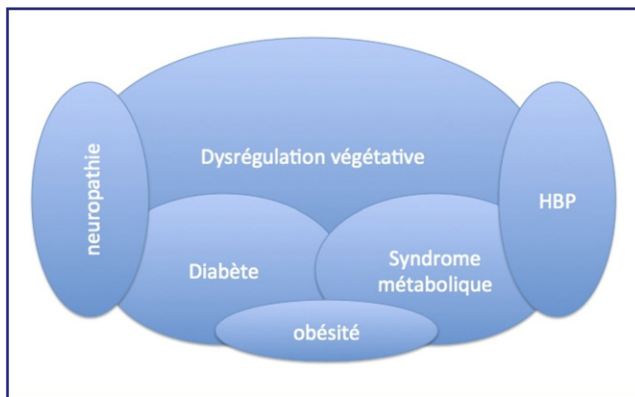 Dysrégulation végétative
neuropathie
HBP
Diabète
Syndrome
métabolique
obésité